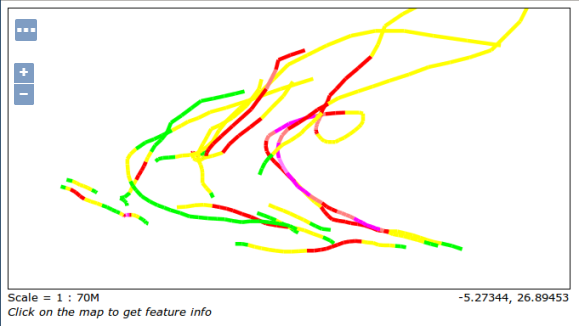 +
−
Scale = 1 : 70M
-5.27344, 26.89453
Click on the map to get feature info